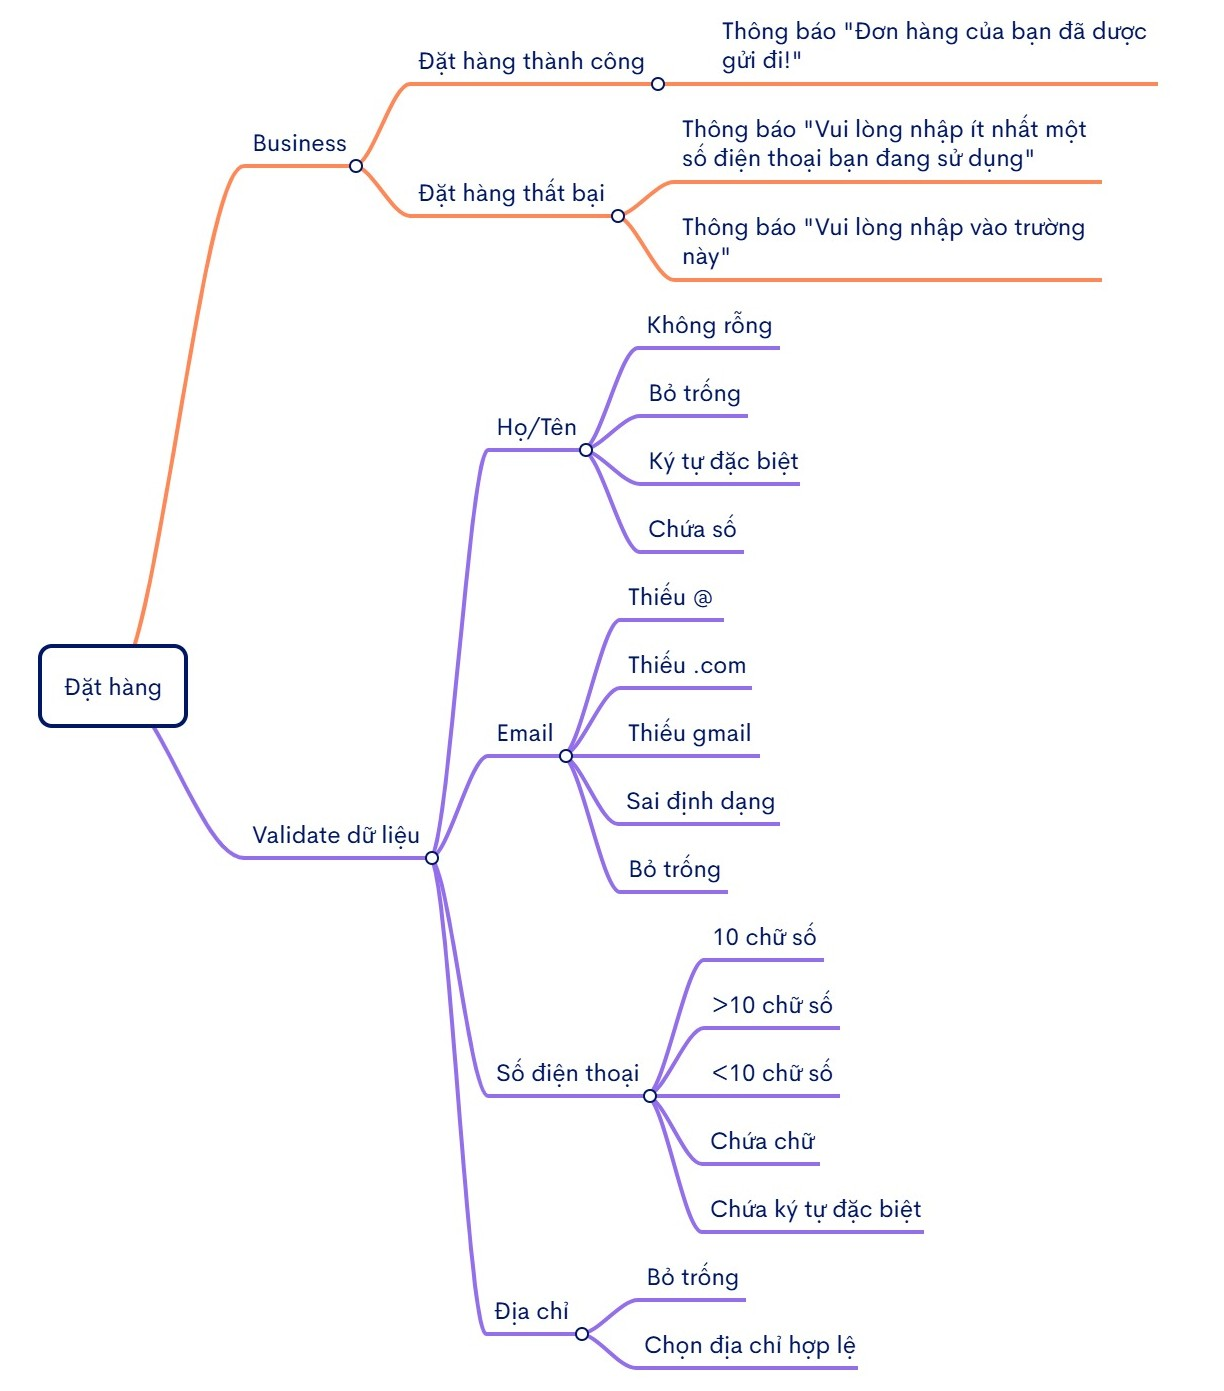 Thông báo "Đơn hàng của bạn đã dược
gửi đi!"
Đặt hàng thành công
Thông báo "Vui lòng nhập ít nhất một
số điện thoại bạn đang sử dụng"
Business
Đặt hàng thất bại
Thông báo "Vui lòng nhập vào trường
này"
Không rỗng
Bỏ trống
Họ/Tên
Ký tự đặc biệt
Chứa số
Thiếu @
Thiếu .com
Đặt hàng
Email
Thiếu gmail
Sai định dạng
Validate dữ liệu
Bỏ trống
10 chữ số
>10 chữ số
Số điện thoại
<10 chữ số
Chứa chữ
Chứa ký tự đặc biệt
Bỏ trống
Địa chỉ
Chọn địa chỉ hợp lệ